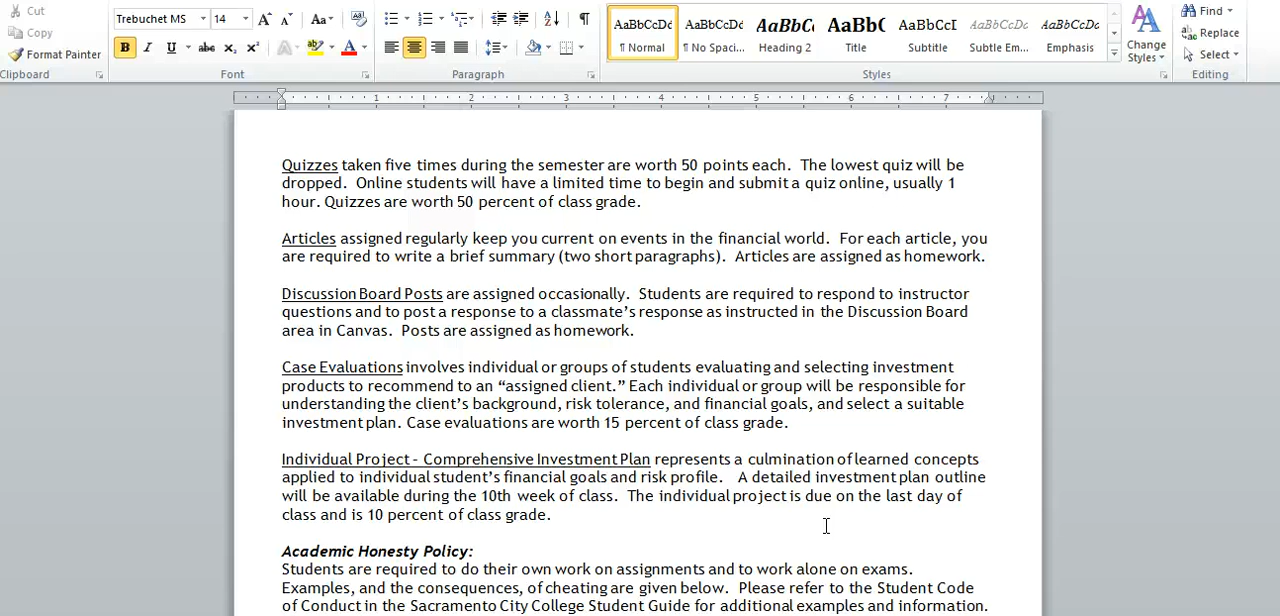 Cut
Copy
Format Painter
Clipboard
Trebuchet MS
14
A A Aa
B I U abc x₂ x² A ab A
Font
Paragraph
AaBbCcDc AaBbCcDc AaBbC AaBbC AaBbCcI AaBbCcDc AaBbCcDc
¶ Normal ¶ No Spaci... Heading 2 Title Subtitle Subtle Em... Emphasis
Styles
Change
Styles
Find
Replace
Select
Editing
1 2 3 4 5 6 7
Quizzes taken five times during the semester are worth 50 points each. The lowest quiz will be
dropped. Online students will have a limited time to begin and submit a quiz online, usually 1
hour. Quizzes are worth 50 percent of class grade.
Articles assigned regularly keep you current on events in the financial world. For each article, you
are required to write a brief summary (two short paragraphs). Articles are assigned as homework.
Discussion Board Posts are assigned occasionally. Students are required to respond to instructor
questions and to post a response to a classmate's response as instructed in the Discussion Board
area in Canvas. Posts are assigned as homework.
Case Evaluations involves individual or groups of students evaluating and selecting investment
products to recommend to an “assigned client.” Each individual or group will be responsible for
understanding the client's background, risk tolerance, and financial goals, and select a suitable
investment plan. Case evaluations are worth 15 percent of class grade.
Individual Project - Comprehensive Investment Plan represents a culmination of learned concepts
applied to individual student's financial goals and risk profile. A detailed investment plan outline
will be available during the 10th week of class. The individual project is due on the last day of
class and is 10 percent of class grade.
Academic Honesty Policy:
Students are required to do their own work on assignments and to work alone on exams.
Examples, and the consequences, of cheating are given below. Please refer to the Student Code
of Conduct in the Sacramento City College Student Guide for additional examples and information.